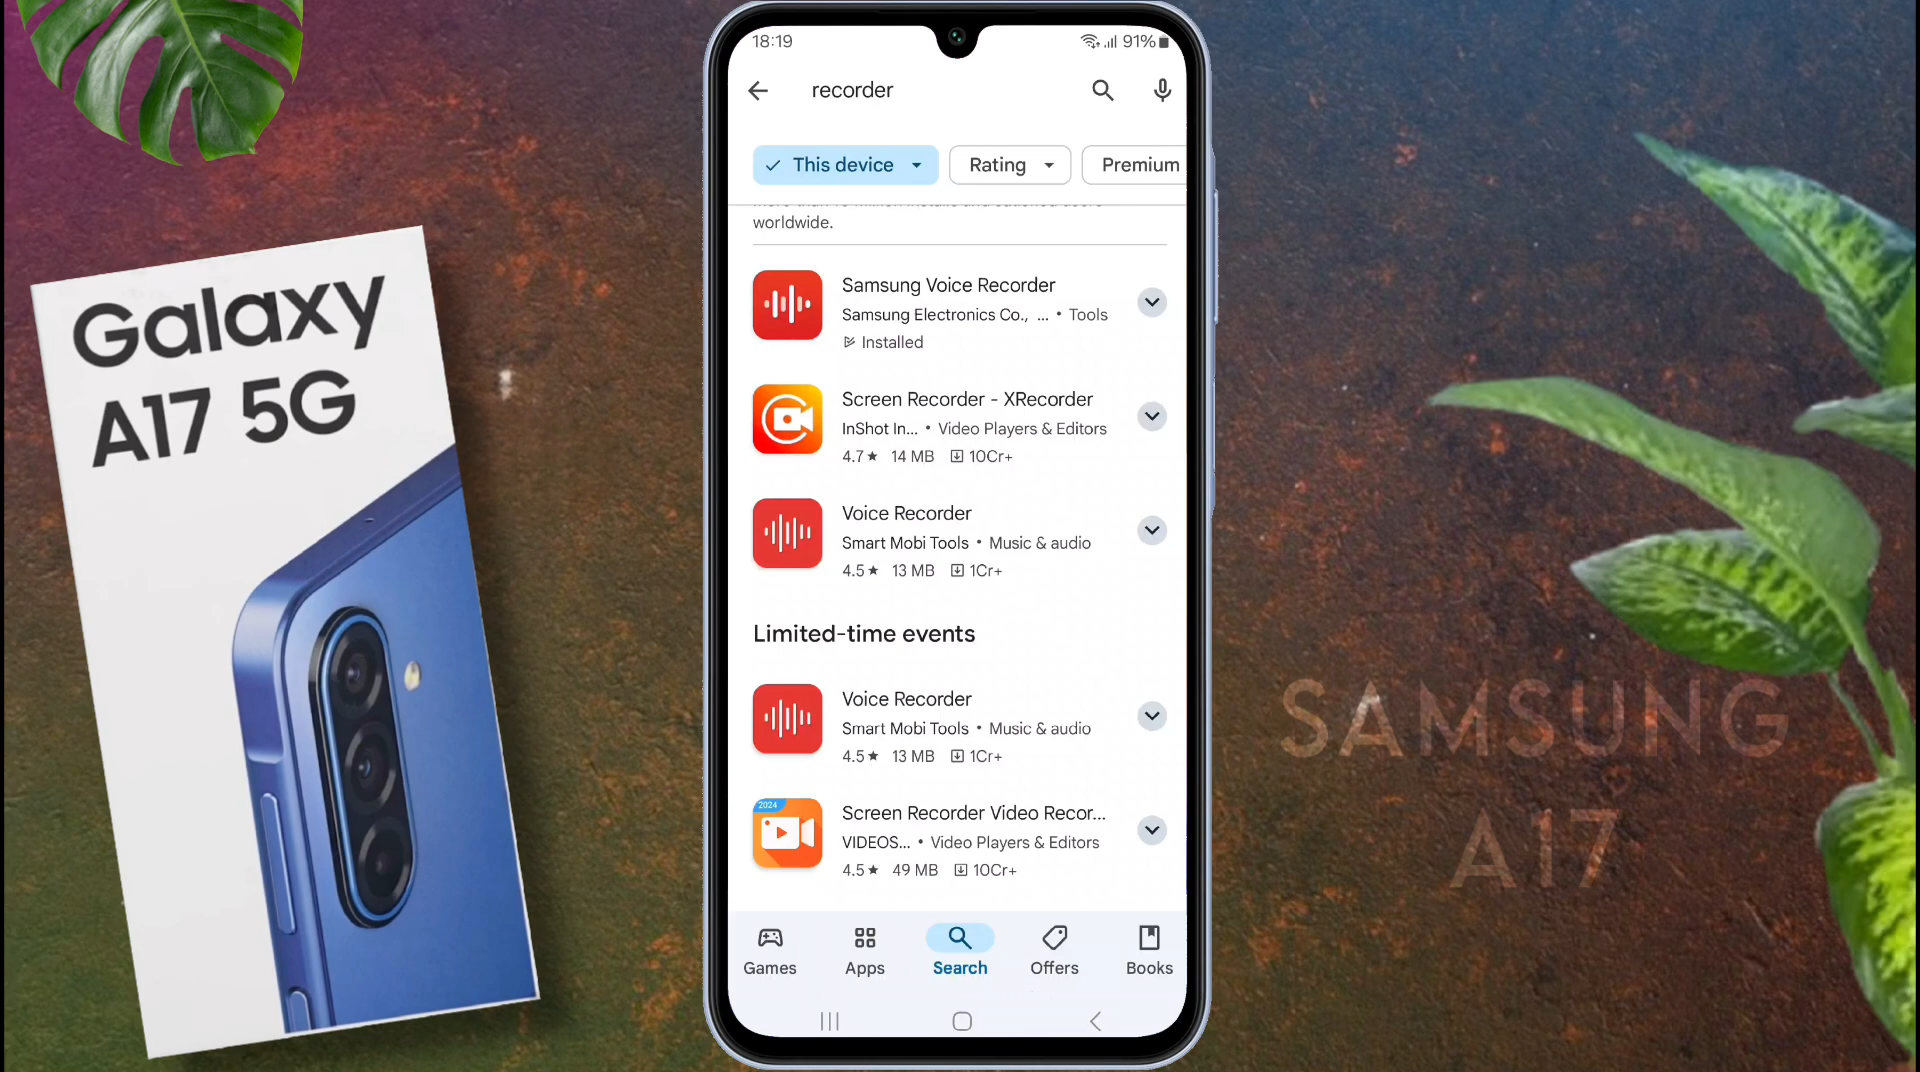 Galaxy
A17 5G
18:19
91%
recorder
This device
Rating
Premium
worldwide.
Samsung Voice Recorder
Samsung Electronics Co., ... • Tools
Installed
Screen Recorder - XRecorder
InShot In... • Video Players & Editors
4.7★ 14 MB 10Cr+
Voice Recorder
Smart Mobi Tools • Music & audio
4.5★ 13 MB 1Cr+
Limited-time events
Voice Recorder
Smart Mobi Tools • Music & audio
4.5★ 13 MB 1Cr+
2024
Screen Recorder Video Recor...
VIDEOS... • Video Players & Editors
4.5★ 49 MB 10Cr+
Games
Apps
Search
Offers
Books
SAMSUNG
A17